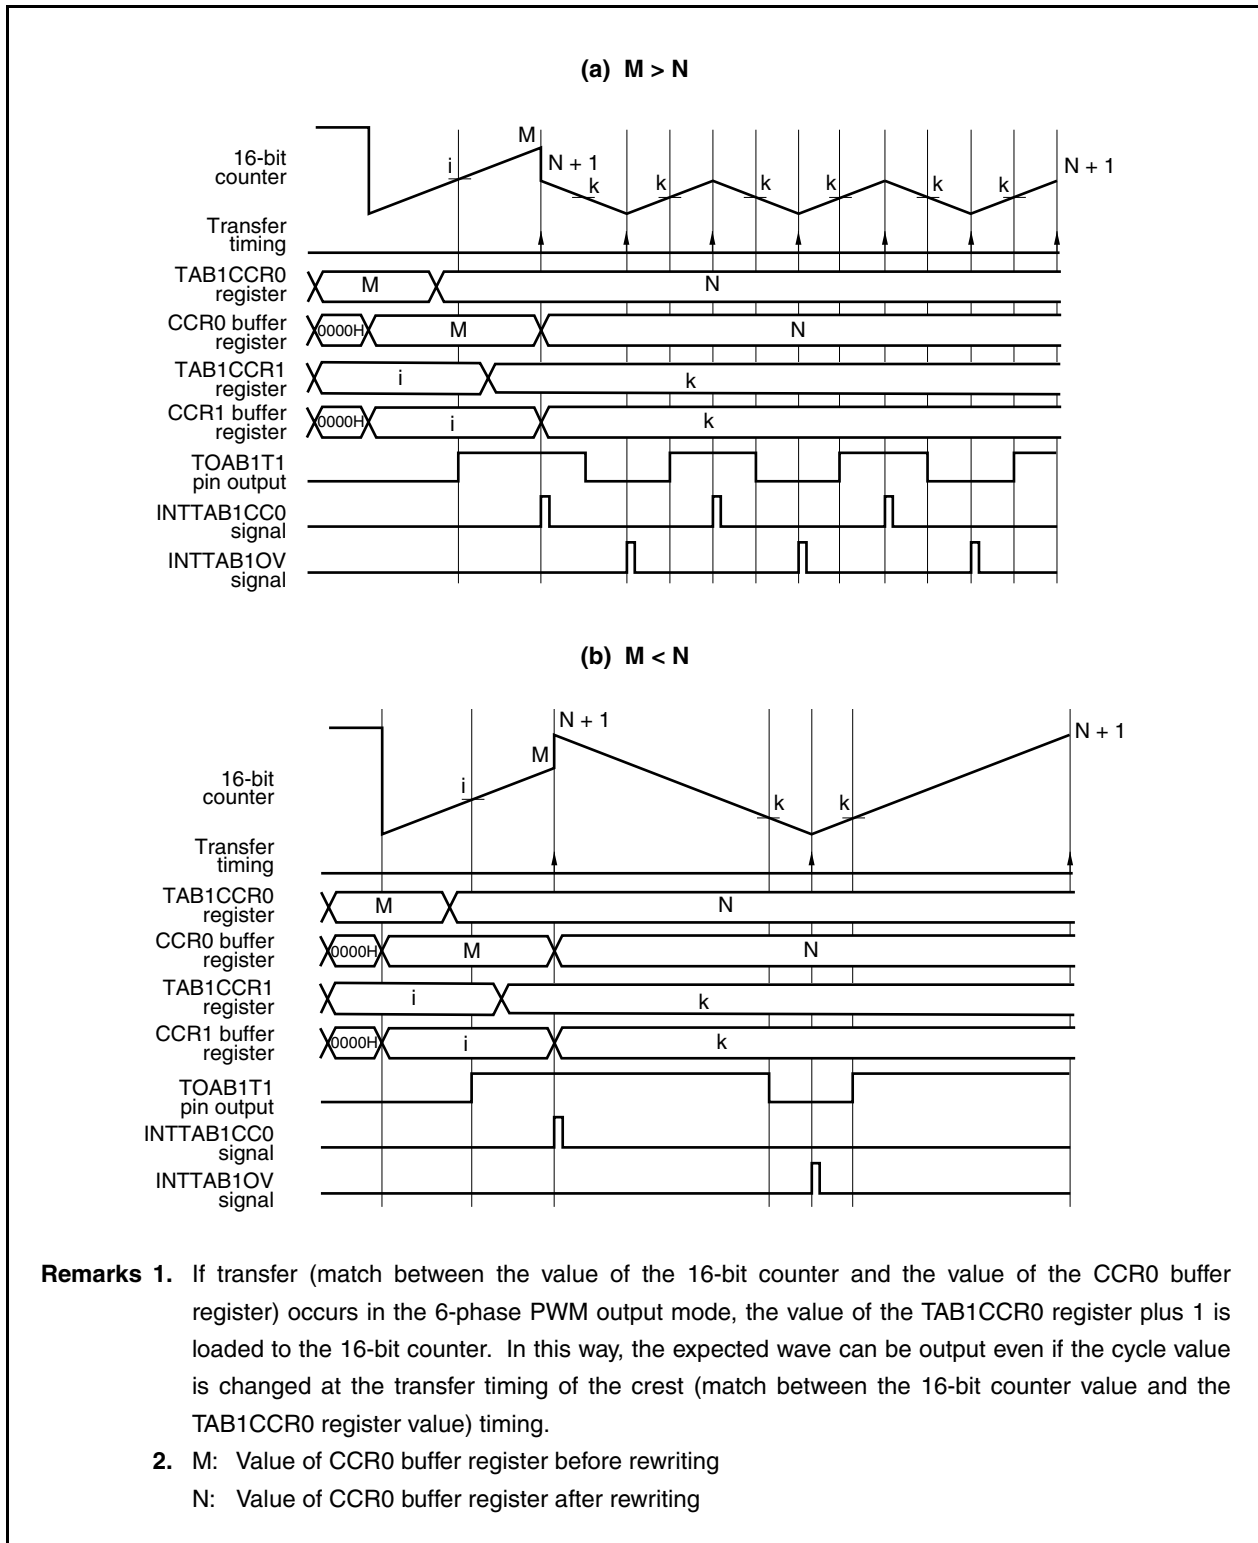 (a) M > N
M
i
N + 1
k
k
k
k
k
k
N + 1
16-bit
counter
Transfer
timing
TAB1CCR0
register
M
N
CCR0 buffer
register
0000H
M
N
TAB1CCR1
register
i
k
CCR1 buffer
register
0000H
i
k
TOAB1T1
pin output
INTTAB1CC0
signal
INTTAB1OV
signal
(b) M < N
N + 1
N + 1
M
i
k
k
16-bit
counter
Transfer
timing
TAB1CCR0
register
M
N
CCR0 buffer
register
0000H
M
N
TAB1CCR1
register
i
k
CCR1 buffer
register
0000H
i
k
TOAB1T1
pin output
INTTAB1CC0
signal
INTTAB1OV
signal
Remarks 1. If transfer (match between the value of the 16-bit counter and the value of the CCR0 buffer
register) occurs in the 6-phase PWM output mode, the value of the TAB1CCR0 register plus 1 is
loaded to the 16-bit counter. In this way, the expected wave can be output even if the cycle value
is changed at the transfer timing of the crest (match between the 16-bit counter value and the
TAB1CCR0 register value) timing.
2. M: Value of CCR0 buffer register before rewriting
N: Value of CCR0 buffer register after rewriting